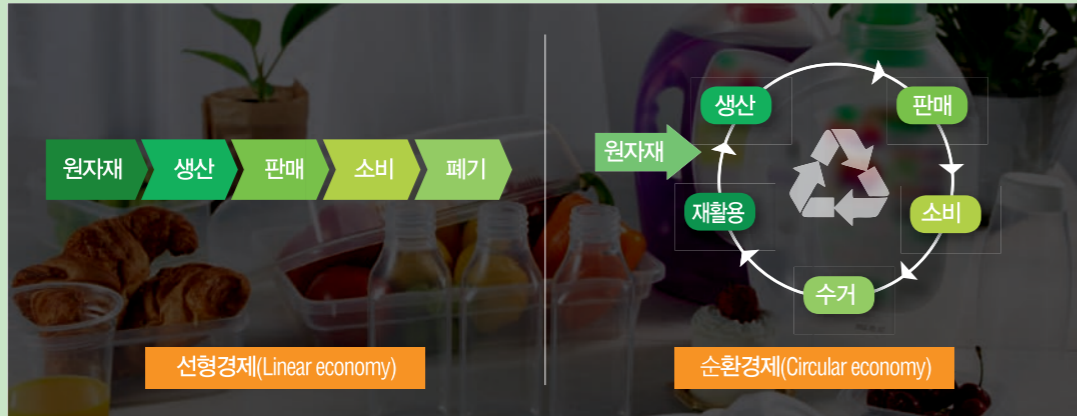 원자재
생산
판매
소비
폐기
선형경제(Linear economy)
원자재
생산
판매
소비
수거
재활용
순환경제(Circular economy)